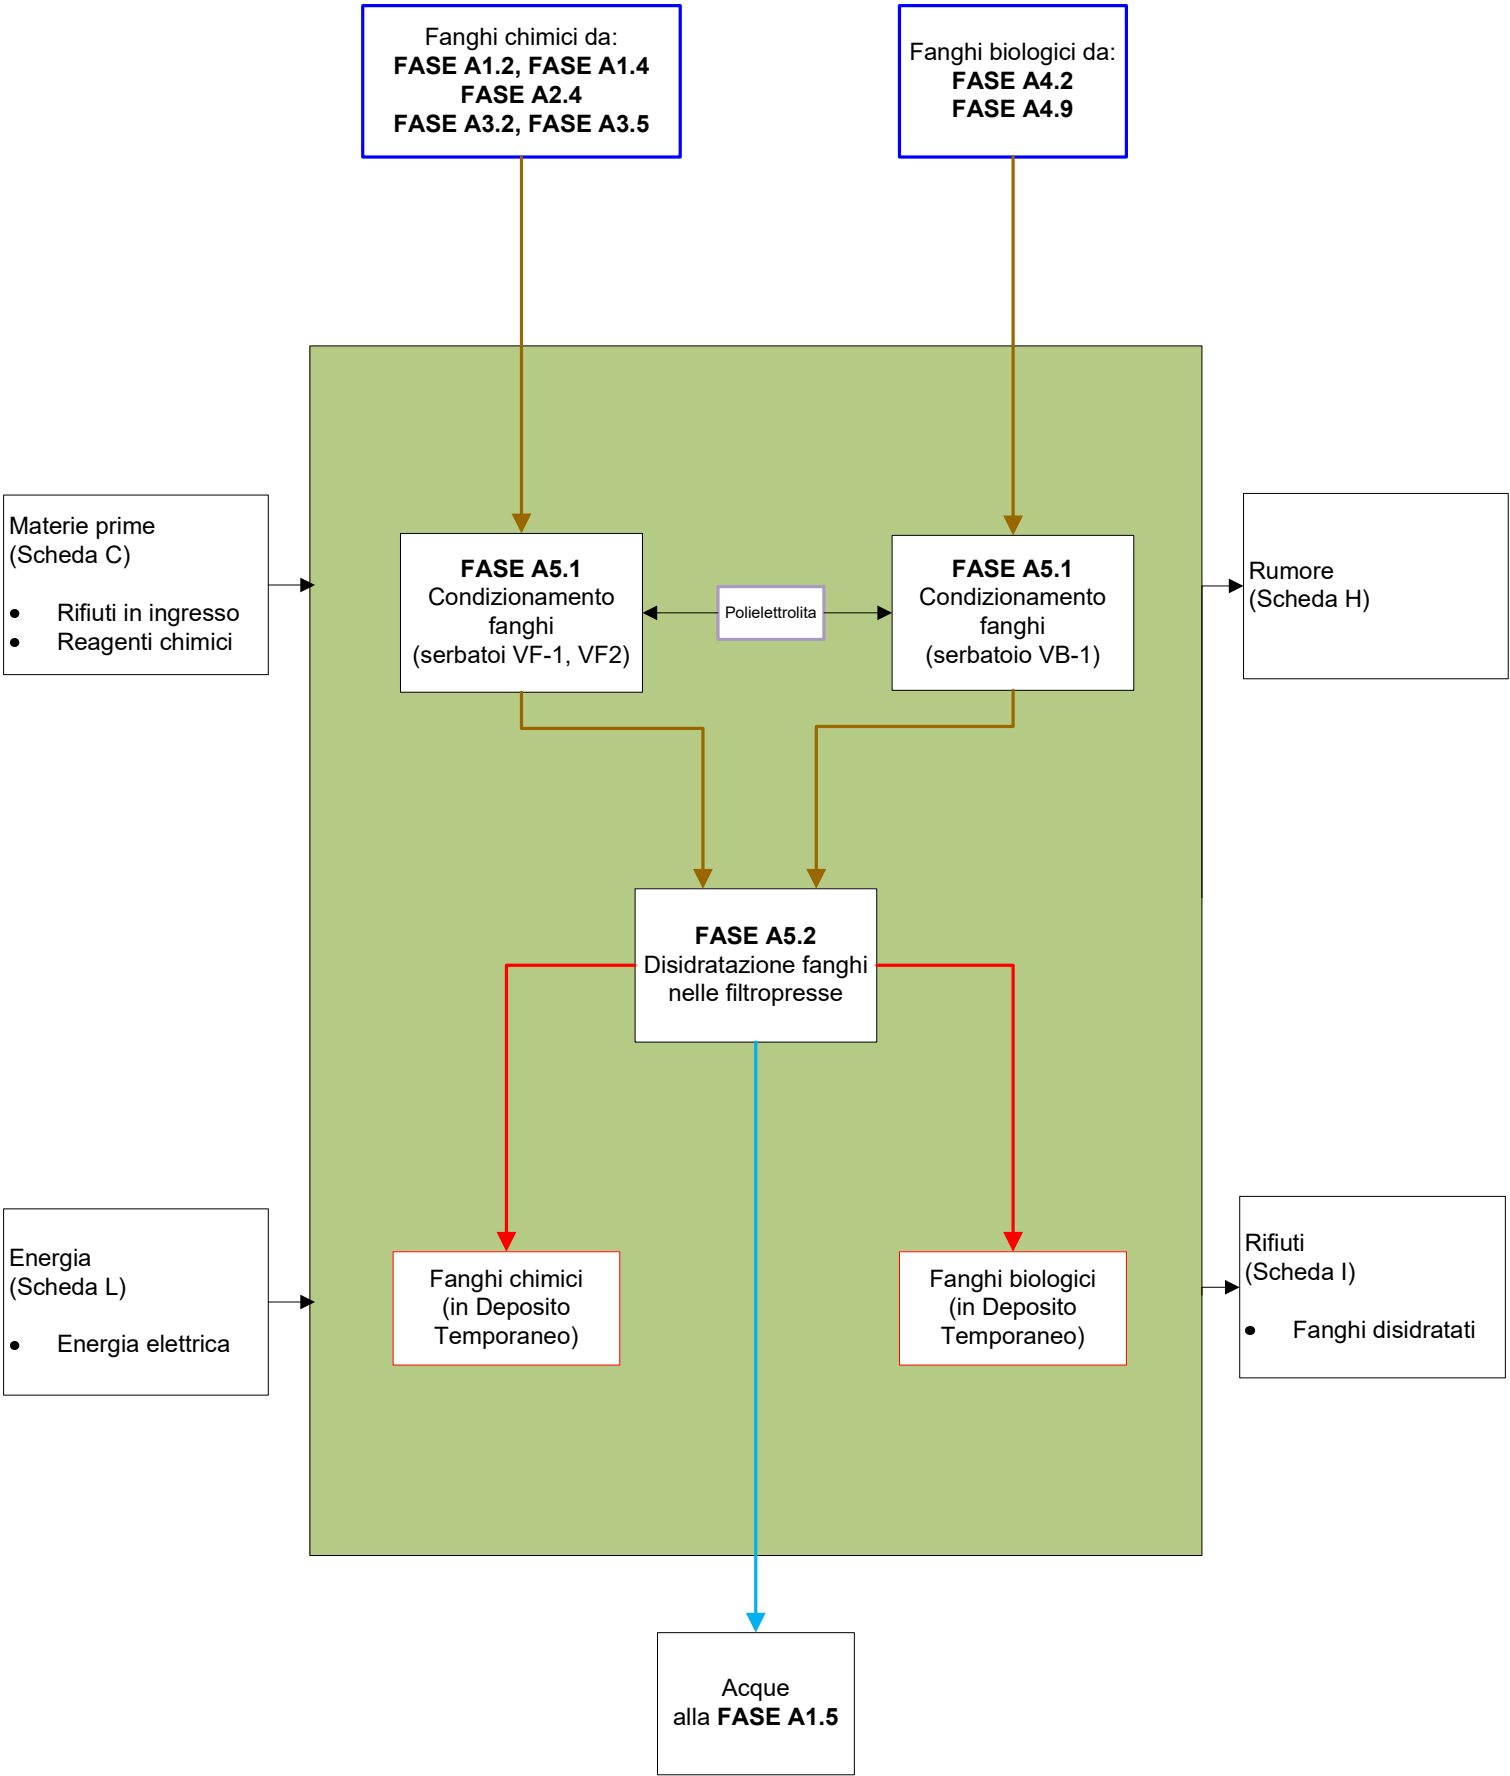 Fanghi chimici da:
FASE A1.2, FASE A1.4
FASE A2.4
FASE A3.2, FASE A3.5
Fanghi biologici da:
FASE A4.2
FASE A4.9
Materie prime
(Scheda C)
• Rifiuti in ingresso
• Reagenti chimici
FASE A5.1
Condizionamento
fanghi
(serbatoi VF-1, VF2)
Polielettrolita
FASE A5.1
Condizionamento
fanghi
(serbatoio VB-1)
Rumore
(Scheda H)
FASE A5.2
Disidratazione fanghi
nelle filtropresse
Energia
(Scheda L)
• Energia elettrica
Fanghi chimici
(in Deposito
Temporaneo)
Fanghi biologici
(in Deposito
Temporaneo)
Rifiuti
(Scheda I)
• Fanghi disidratati
Acque
alla FASE A1.5